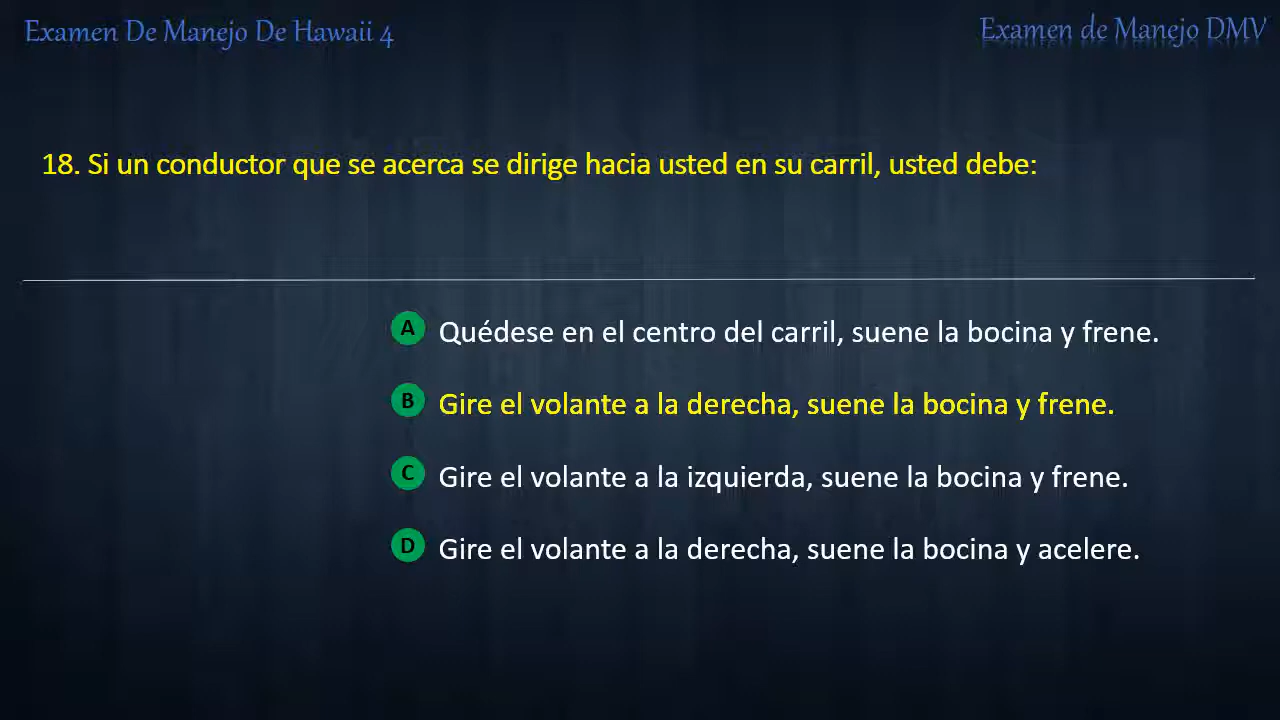 Examen De Manejo De Hawaii 4
Examen de Manejo DMV
18. Si un conductor que se acerca se dirige hacia usted en su carril, usted debe:
A Quédese en el centro del carril, suene la bocina y frene.
B Gire el volante a la derecha, suene la bocina y frene.
C Gire el volante a la izquierda, suene la bocina y frene.
D Gire el volante a la derecha, suene la bocina y acelere.